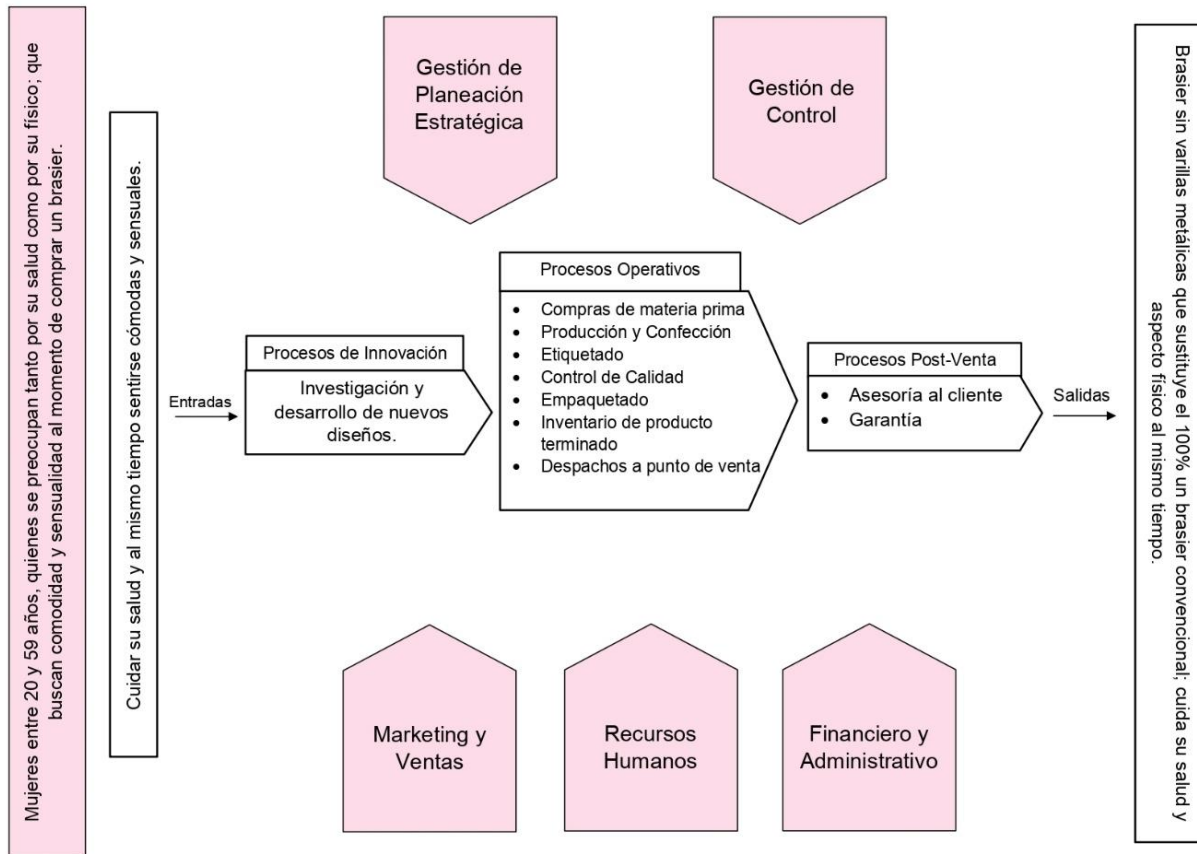 Mujeres entre 20 y 59 años, quienes se preocupan tanto por su salud como por su físico; que
buscan comodidad y sensualidad al momento de comprar un brasier.
Cuidar su salud y al mismo tiempo sentirse cómodas y sensuales.
Gestión de
Planeación
Estratégica
Gestión de
Control
Entradas
Procesos de Innovación
Investigación y
desarrollo de nuevos
diseños.
Procesos Operativos
• Compras de materia prima
• Producción y Confección
• Etiquetado
• Control de Calidad
• Empaquetado
• Inventario de producto
terminado
• Despachos a punto de venta
Procesos Post-Venta
• Asesoría al cliente
• Garantía
Salidas
Marketing y
Ventas
Recursos
Humanos
Financiero y
Administrativo
Brasier sin varillas metálicas que sustituye el 100% un brasier convencional; cuida su salud y
aspecto físico al mismo tiempo.